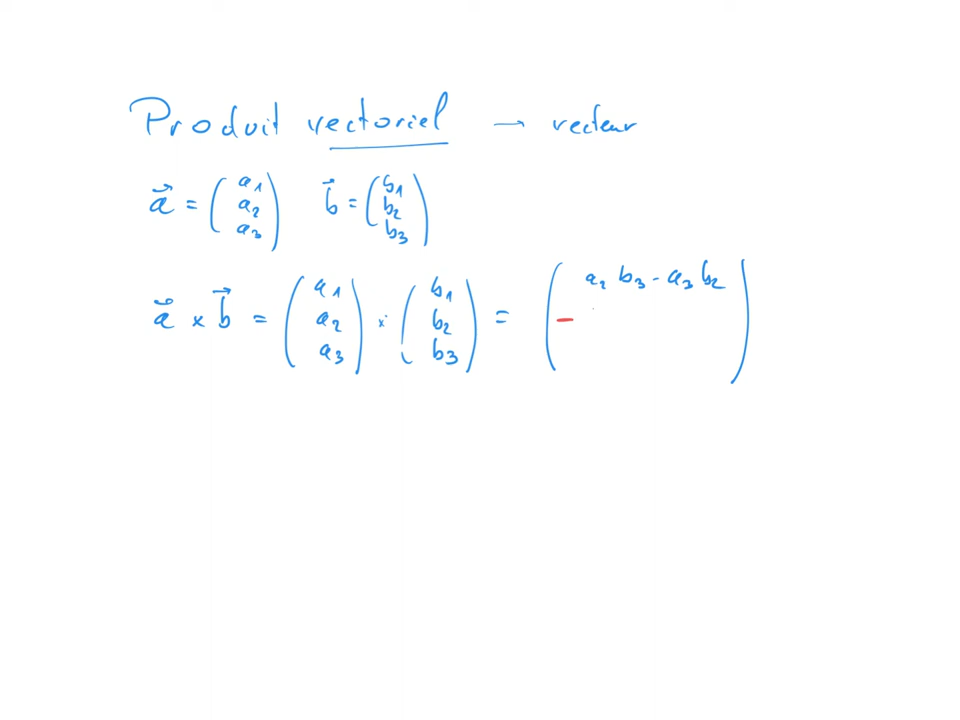 Produit vectoriel → vecteur
a⃗ = (a1 a2 a3) b⃗ = (b1 b2 b3)
a⃗ × b⃗ = (a1 a2 a3) × (b1 b2 b3) = (a2 b3 - a3 b2 –)